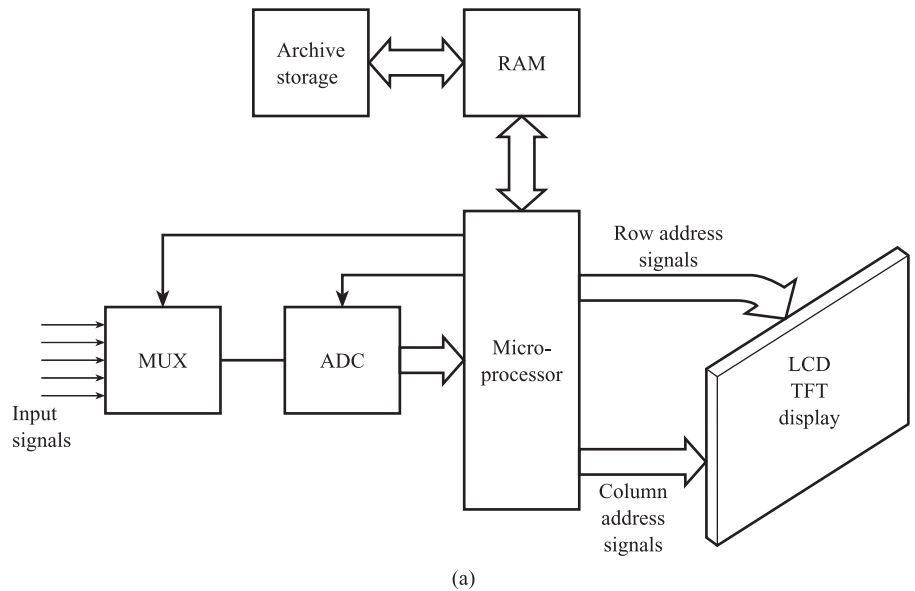 Archive
storage
RAM
Row address
signals
MUX
ADC
Micro-
processor
LCD
TFT
display
Input
signals
Column
address
signals
(a)